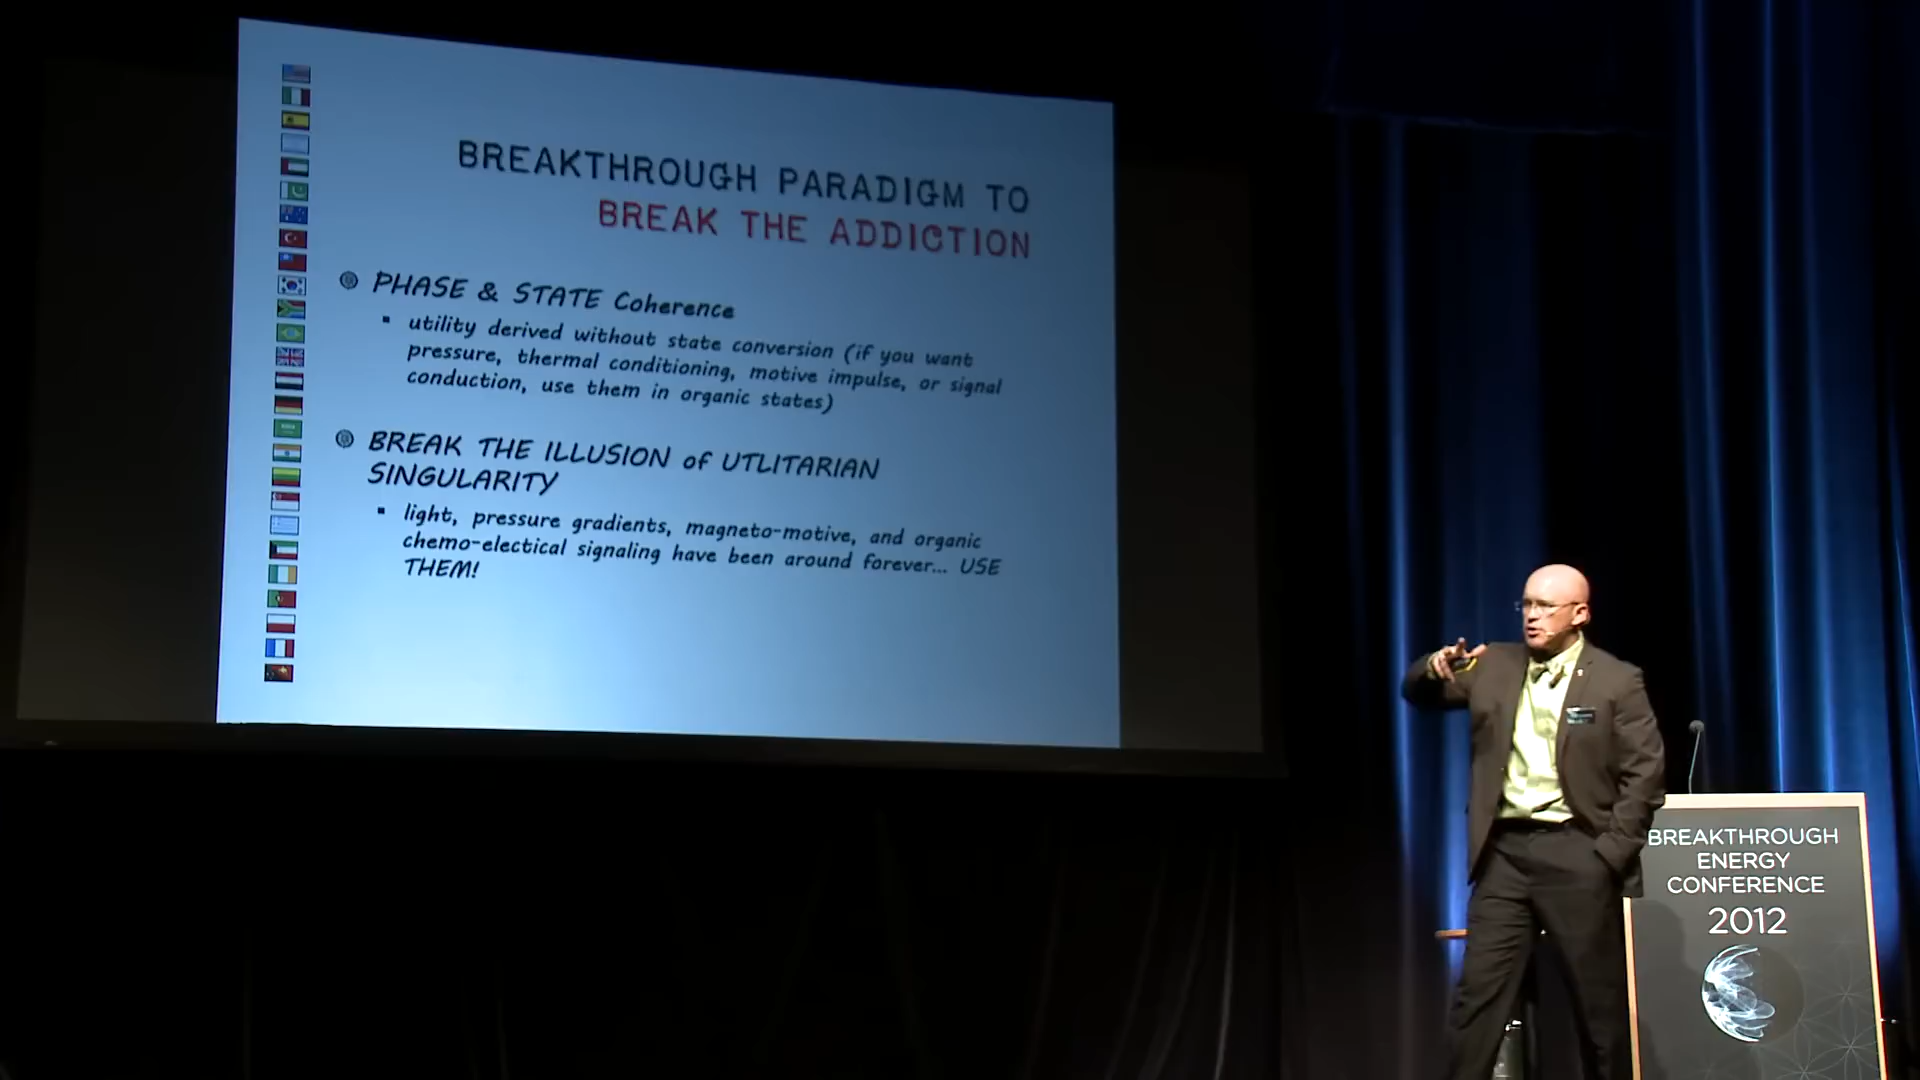 BREAKTHROUGH PARADIGM TO
BREAK THE ADDICTION
PHASE & STATE Coherence
utility derived without state conversion (if you want
pressure, thermal conditioning, motive impulse, or signal
conduction, use them in organic states)
BREAK THE ILLUSION of UTLITARIAN
SINGULARITY
light, pressure gradients, magneto-motive, and organic
chemo-electical signaling have been around forever... USE
THEM!
BREAKTHROUGH
ENERGY
CONFERENCE
2012